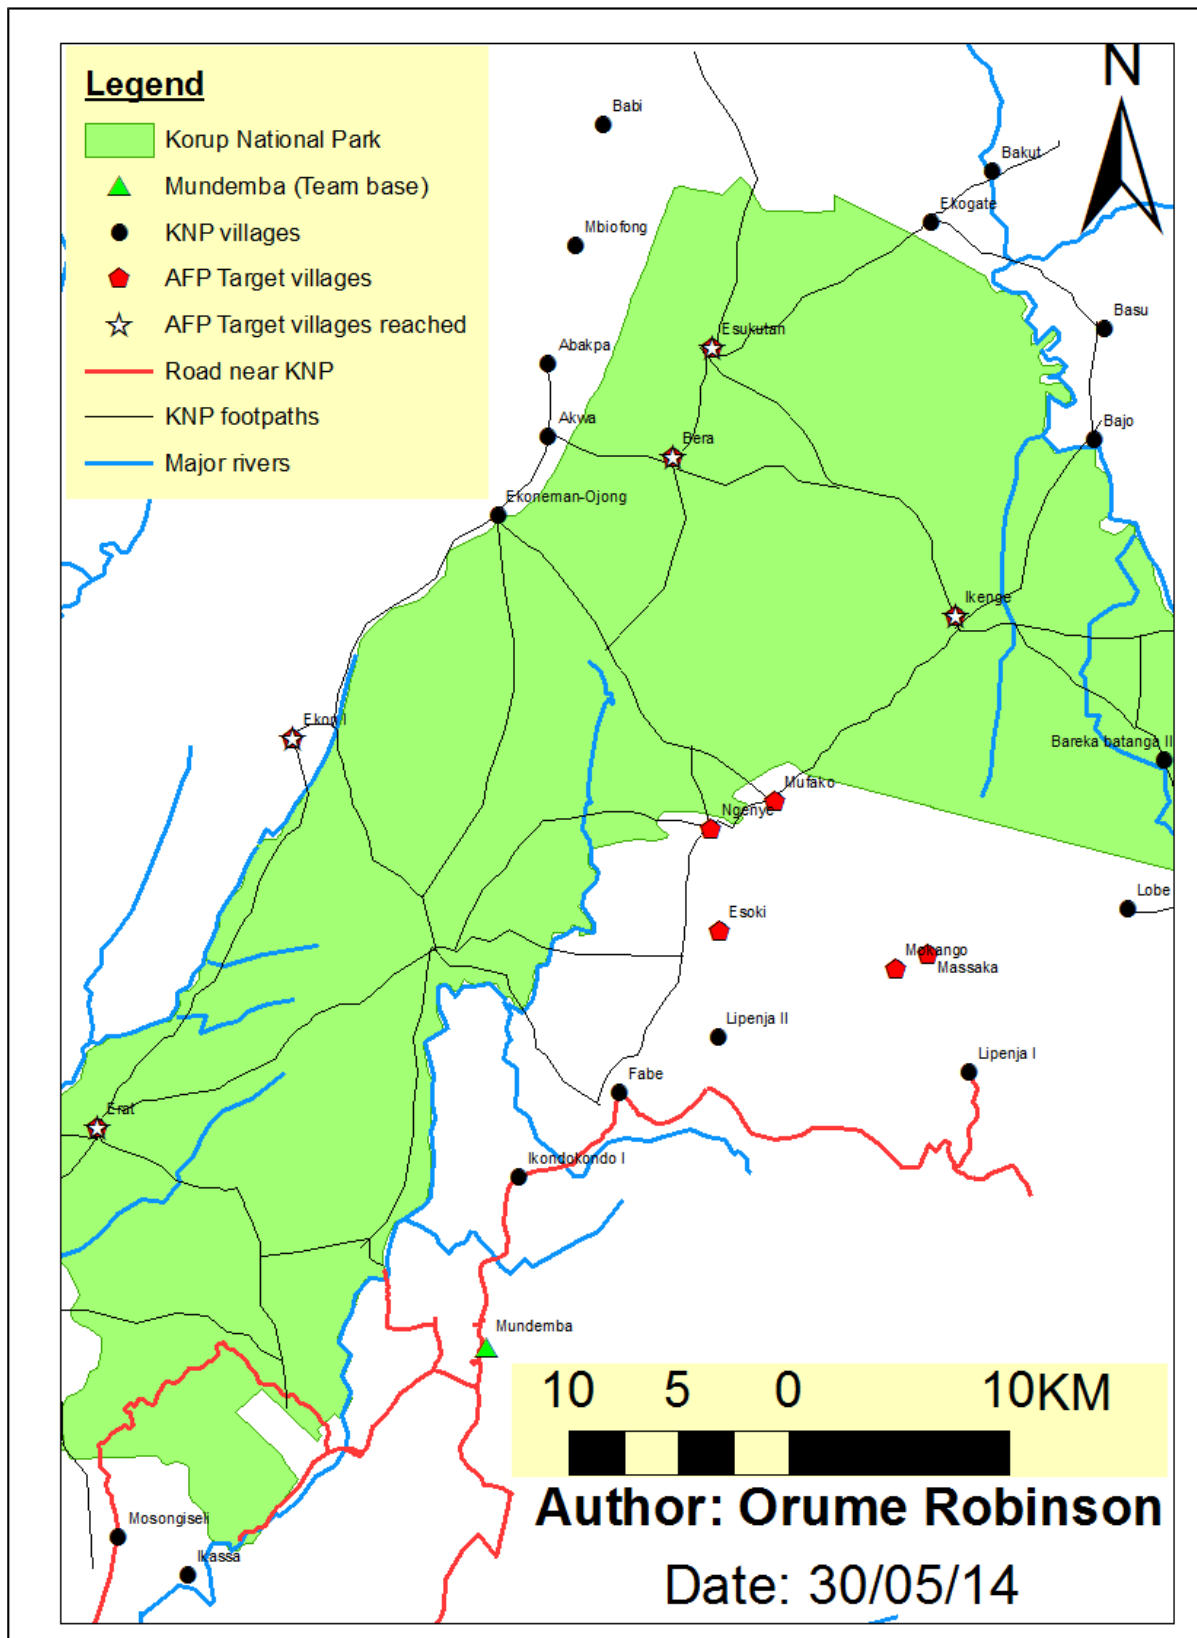 Legend
Korup National Park
Mundemba (Team base)
KNP villages
AFP Target villages
AFP Target villages reached
Road near KNP
KNP footpaths
Major rivers
N
Babi
Bakut
Ekogate
Mbiofong
Basu
Esukutan
Abakpa
Akwa
Bajo
Bera
Ekoneman-Ojong
Ikenge
Ekon I
Bareka batanga II
Mufako
Ngenye
Lobe
Esoki
Mokango
Massaka
Lipenja II
Lipenja I
Fabe
Erat
Ikondokondo I
Mundemba
10 5 0 10KM
Author: Orume Robinson
Mosongiseli
Ikassa
Date: 30/05/14